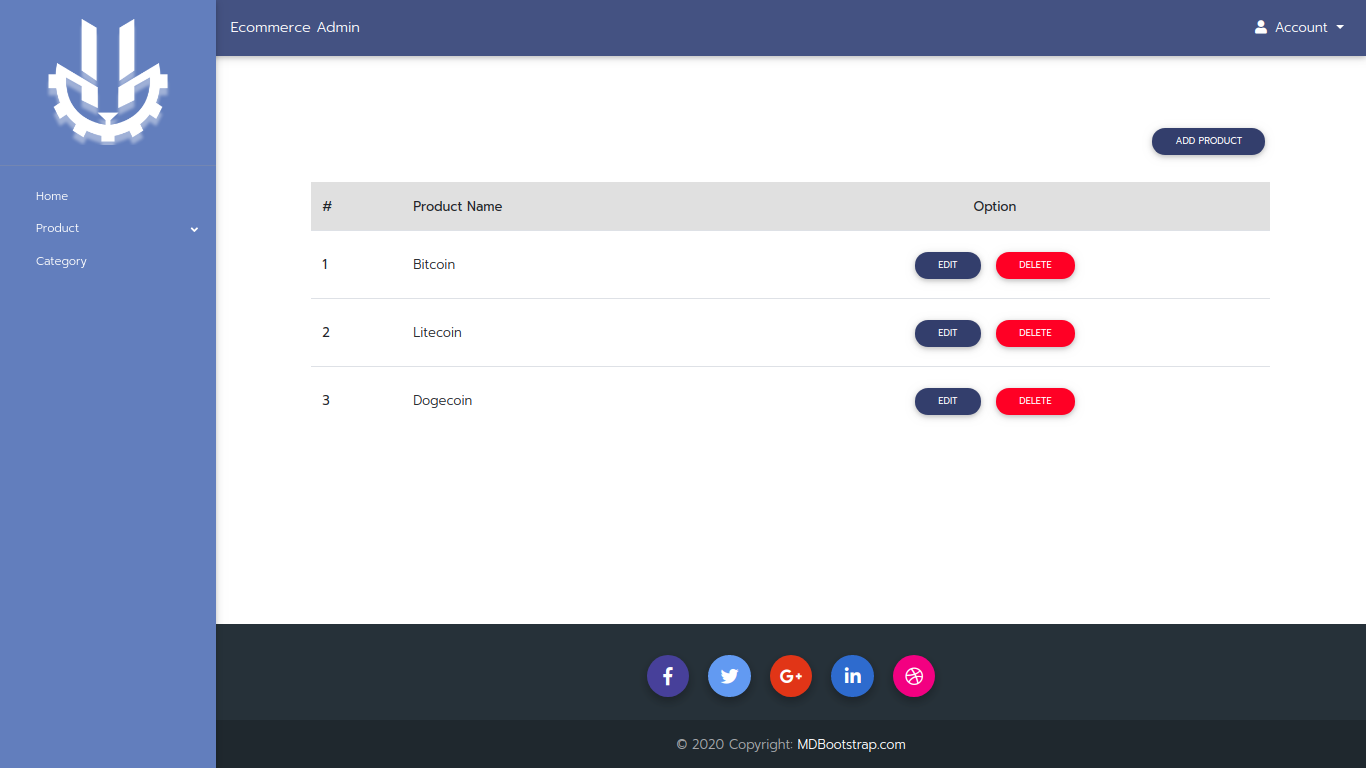 Ecommerce Admin
Account
Home
Product
Category
ADD PRODUCT
# Product Name Option
1 Bitcoin EDIT DELETE
2 Litecoin EDIT DELETE
3 Dogecoin EDIT DELETE
© 2020 Copyright: MDBootstrap.com